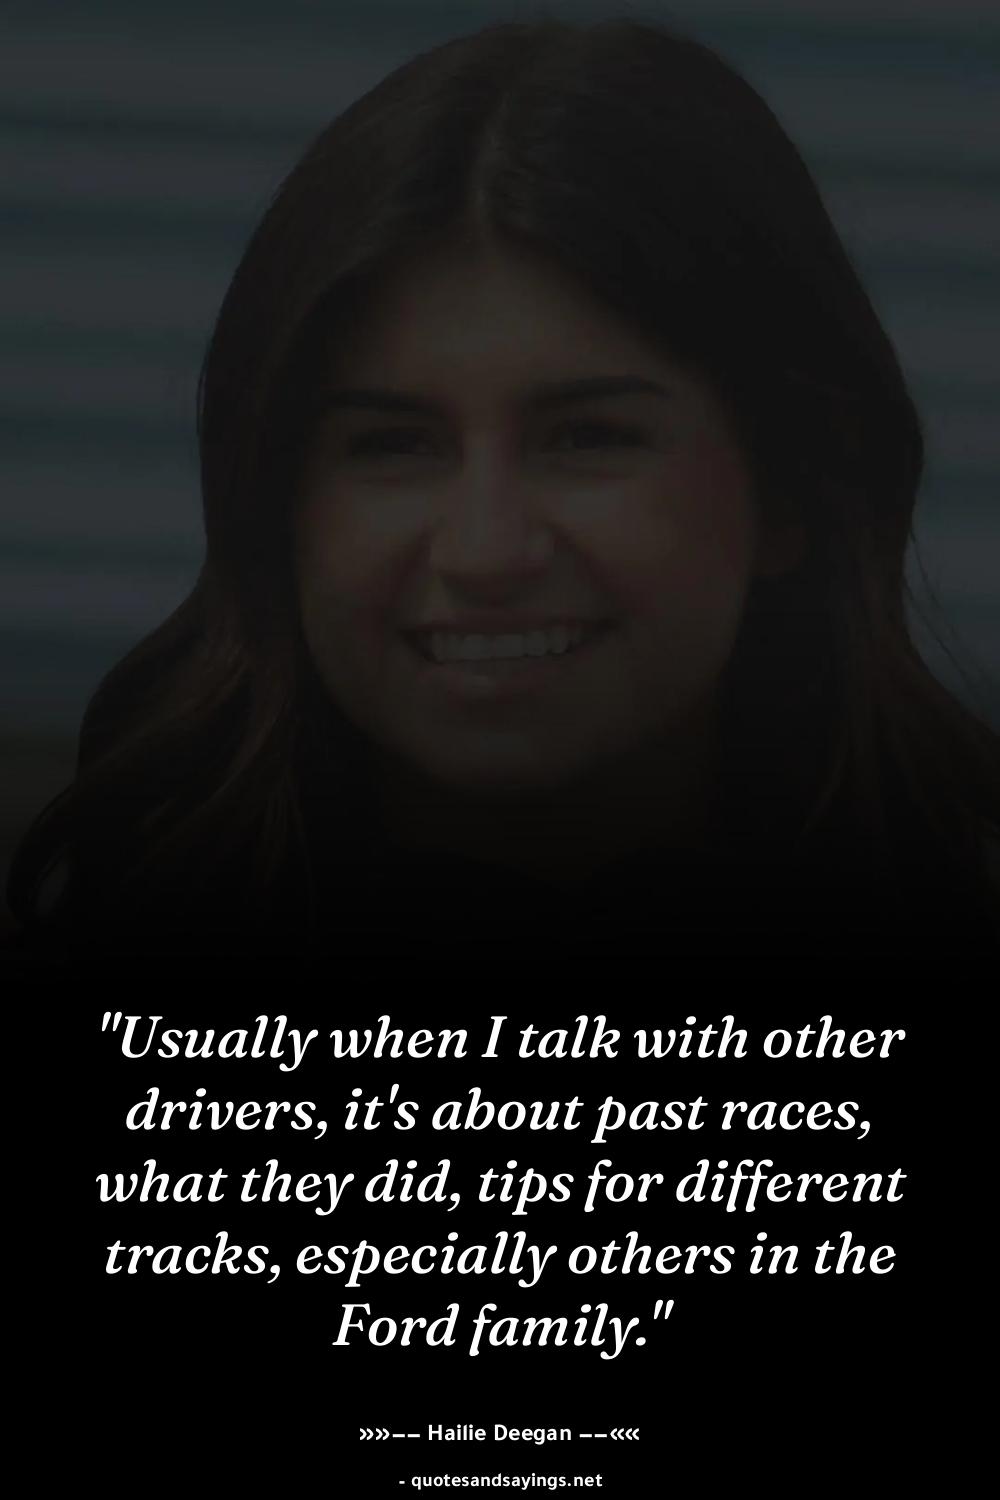 "Usually when I talk with other
drivers, it's about past races,
what they did, tips for different
tracks, especially others in the
Ford family."
»»−− Hailie Deegan −−««
- quotesandsayings.net